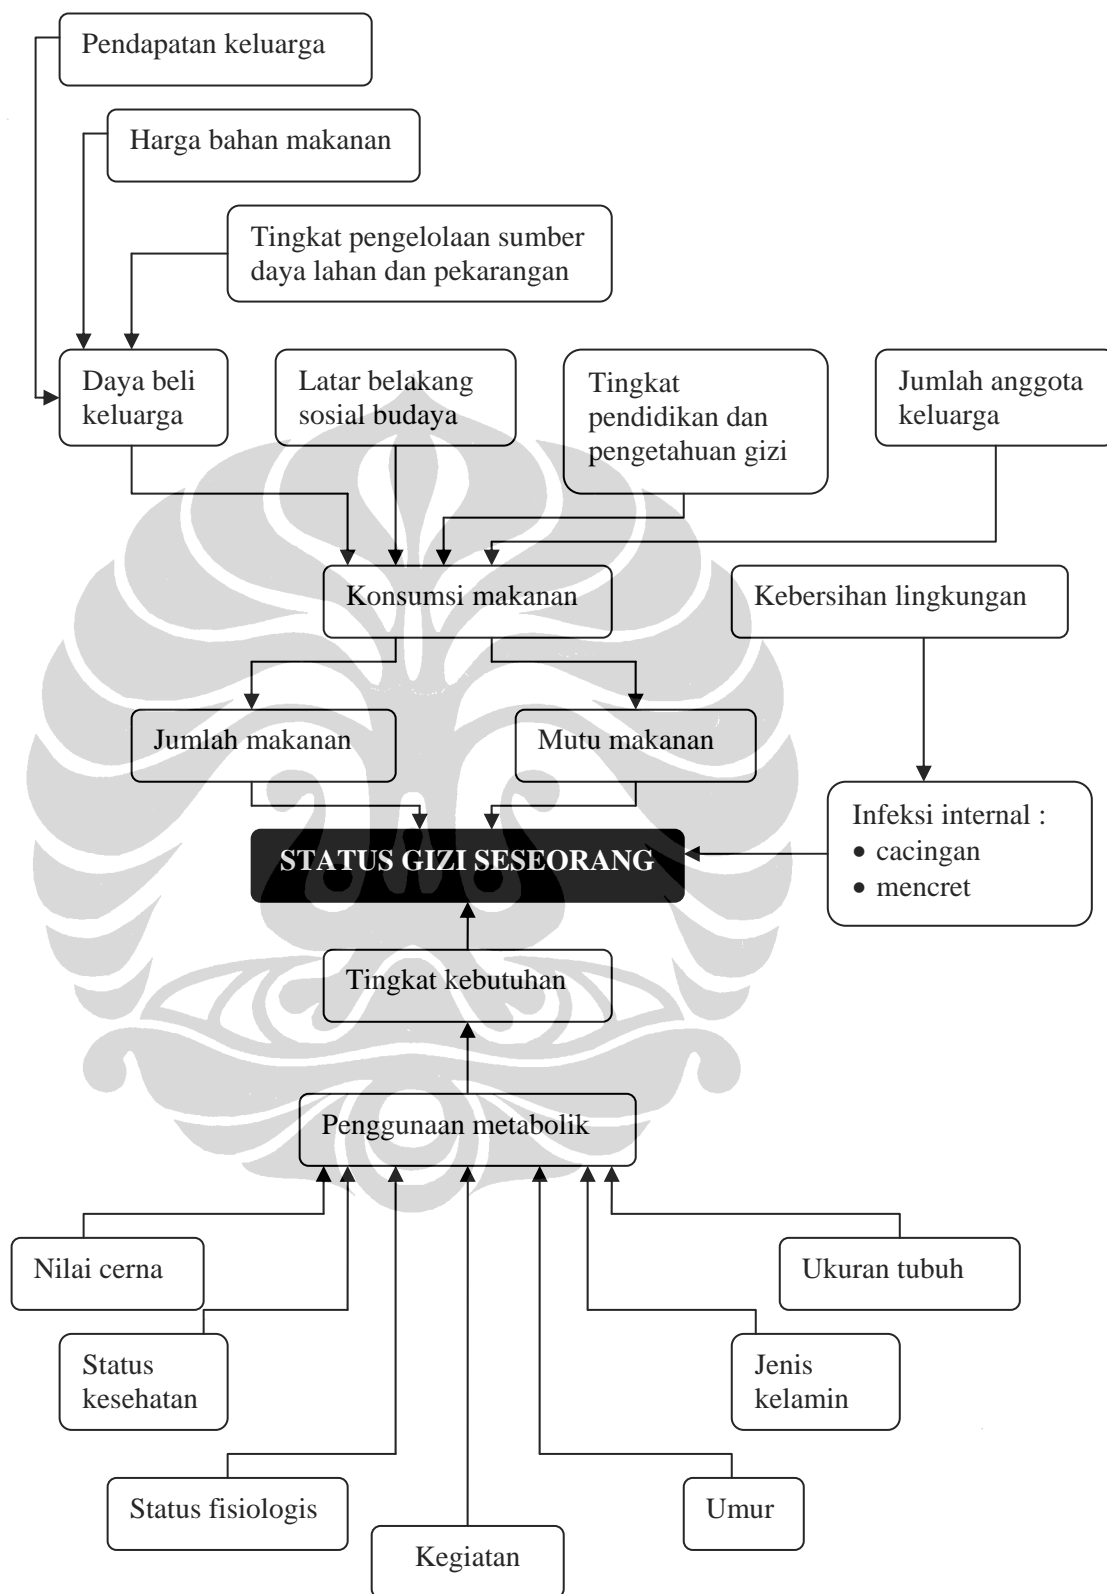 Pendapatan keluarga
Harga bahan makanan
Tingkat pengelolaan sumber
daya lahan dan pekarangan
Daya beli
keluarga
Latar belakang
sosial budaya
Tingkat
pendidikan dan
pengetahuan gizi
Jumlah anggota
keluarga
Konsumsi makanan
Kebersihan lingkungan
Jumlah makanan
Mutu makanan
Infeksi internal :
• cacingan
• mencret
STATUS GIZI SESEORANG
Tingkat kebutuhan
Penggunaan metabolik
Nilai cerna
Ukuran tubuh
Status
kesehatan
Jenis
kelamin
Status fisiologis
Umur
Kegiatan